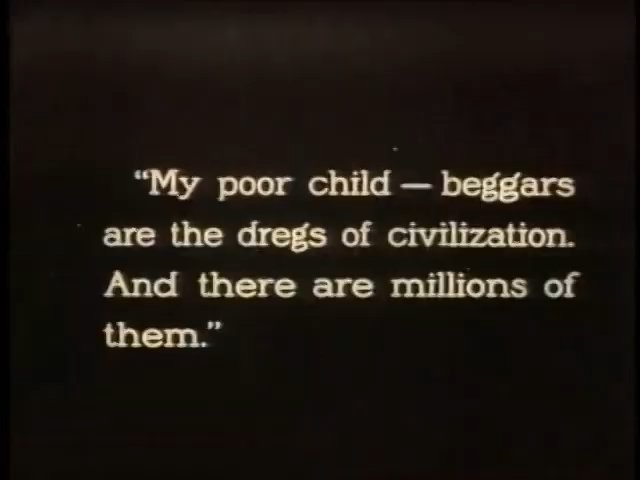 “My poor child — beggars
are the dregs of civilization.
And there are millions of
them.”